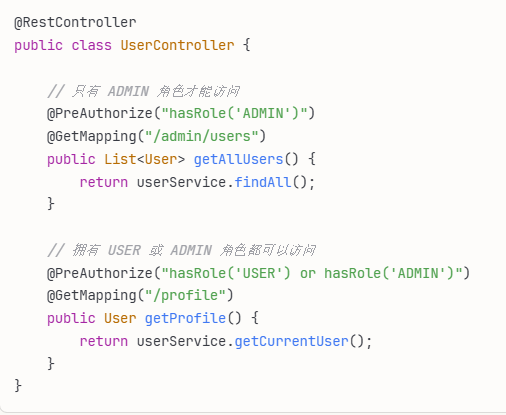 @RestController
public class UserController {

    // 只有 ADMIN 角色才能访问
    @PreAuthorize("hasRole('ADMIN')")
    @GetMapping("/admin/users")
    public List<User> getAllUsers() {
        return userService.findAll();
    }

    // 拥有 USER 或 ADMIN 角色都可以访问
    @PreAuthorize("hasRole('USER') or hasRole('ADMIN')")
    @GetMapping("/profile")
    public User getProfile() {
        return userService.getCurrentUser();
    }
}